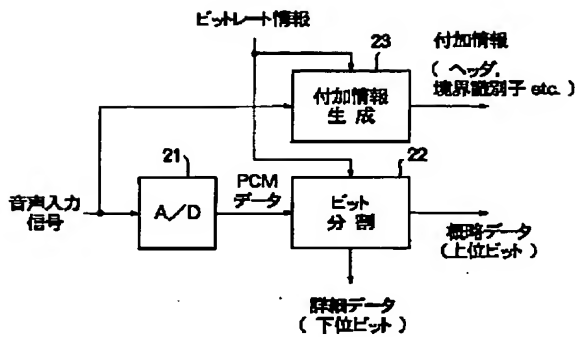 ビットレート情報
23
付加情報
( ヘッダ,
境界識別子 etc. )
付加情報
生 成
21
22
音声入力
信号
A/D
PCM
データ
ビット
分 割
概略データ
(上位ビット)
詳細データ
( 下位ビット)